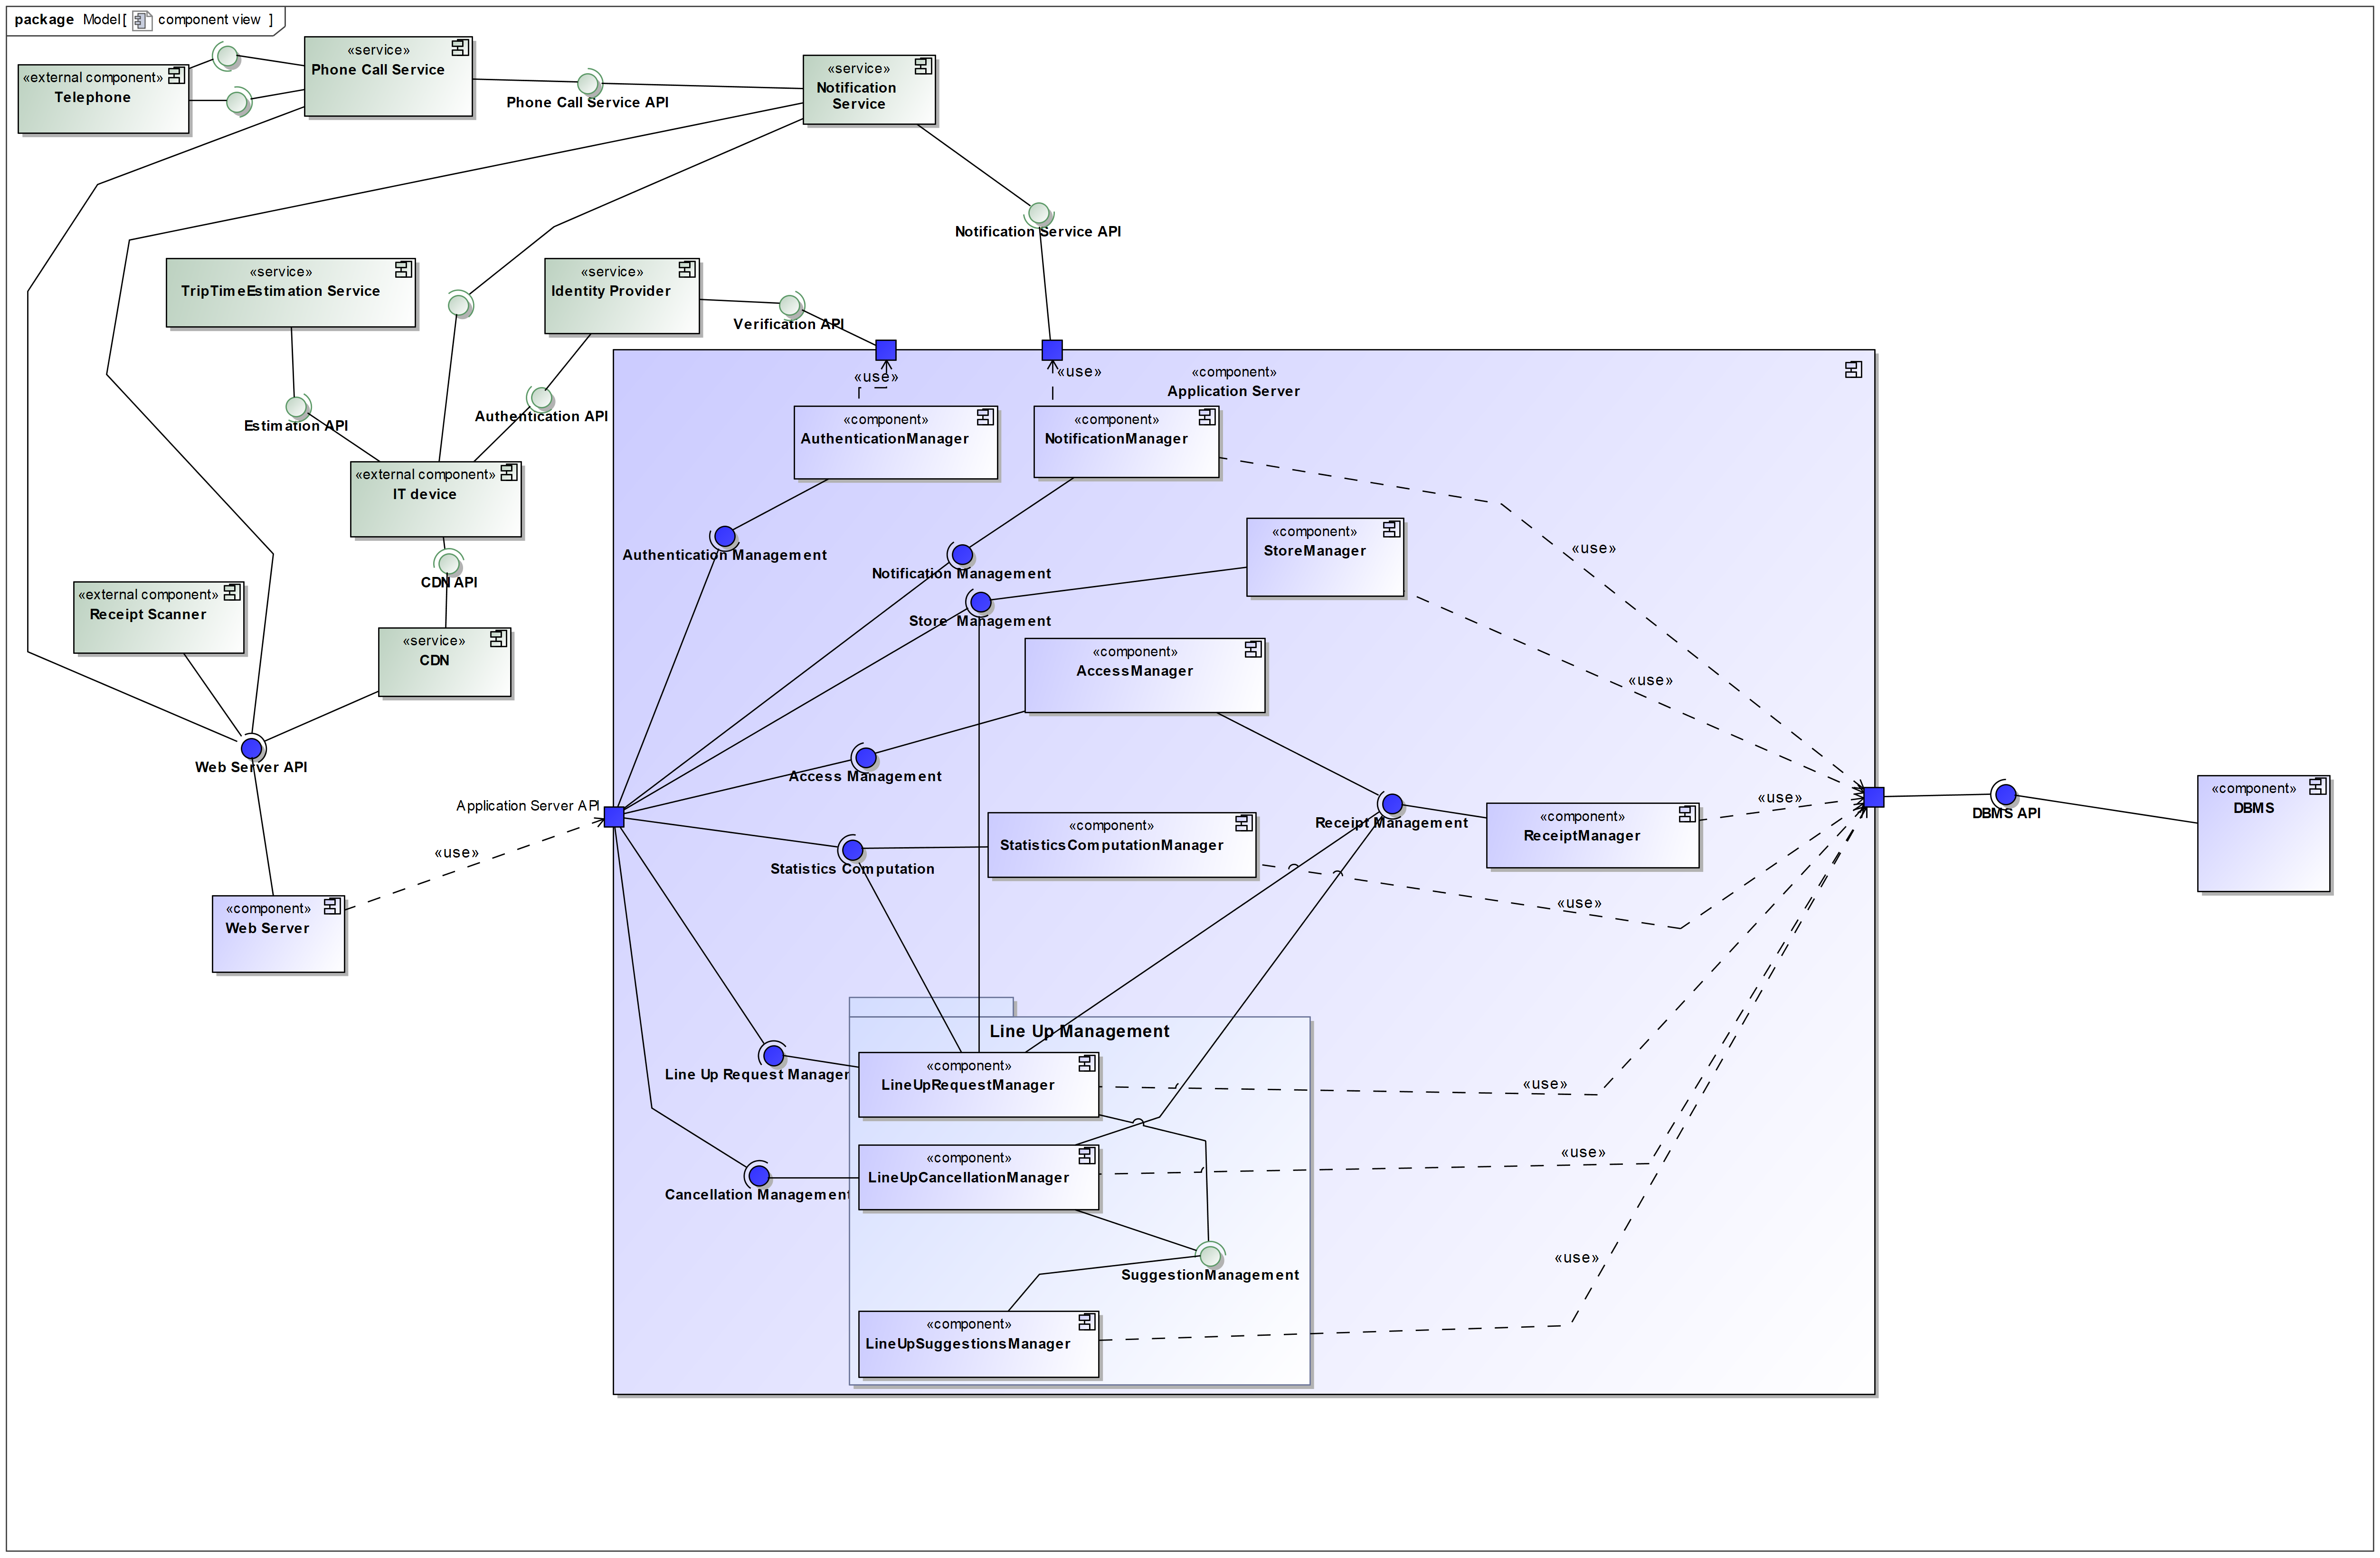 package Model[ component view ]
«service»
Phone Call Service
«external component»
Telephone
Phone Call Service API
«service»
Notification
Service
Notification Service API
«service»
TripTimeEstimation Service
«service»
Identity Provider
Verification API
Estimation API
Authentication API
«external component»
IT device
CDN API
«external component»
Receipt Scanner
«service»
CDN
Web Server API
Application Server API
«use»
«component»
Web Server
«component»
Application Server
«use»
«use»
«component»
AuthenticationManager
«component»
NotificationManager
Authentication Management
Notification Management
«component»
StoreManager
«use»
Store Management
«component»
AccessManager
«use»
Access Management
«component»
StatisticsComputationManager
Statistics Computation
Receipt Management
«component»
ReceiptManager
«use»
«use»
DBMS API
«component»
DBMS
Line Up Management
Line Up Request Manager
«component»
LineUpRequestManager
«use»
Cancellation Management
«component»
LineUpCancellationManager
«use»
SuggestionManagement
«use»
«component»
LineUpSuggestionsManager